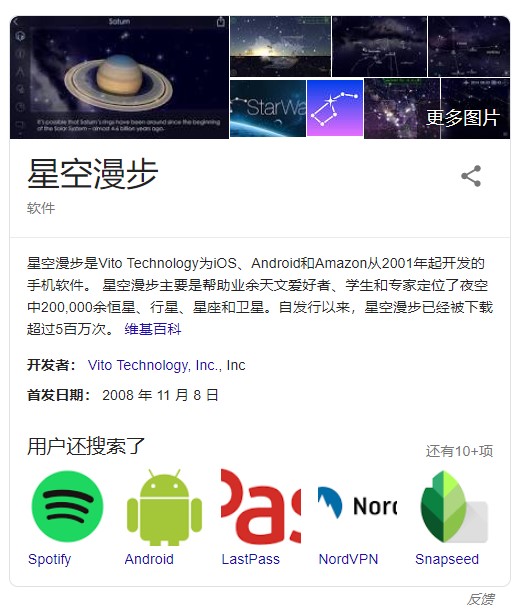 Saturn
It's possible that Saturn's rings have been around since the beginning
of the Solar System – almost 4.6 billion years ago.
StarWa
更多图片
星空漫步
软件
星空漫步是Vito Technology为iOS、Android和Amazon从2001年起开发的
手机软件。 星空漫步主要是帮助业余天文爱好者、学生和专家定位了夜空
中200,000余恒星、行星、星座和卫星。自发行以来，星空漫步已经被下载
超过5百万次。 维基百科
开发者： Vito Technology, Inc., Inc
首发日期： 2008 年 11 月 8 日
用户还搜索了
还有10+项
Pas
Nord
Spotify Android LastPass NordVPN Snapseed
反馈